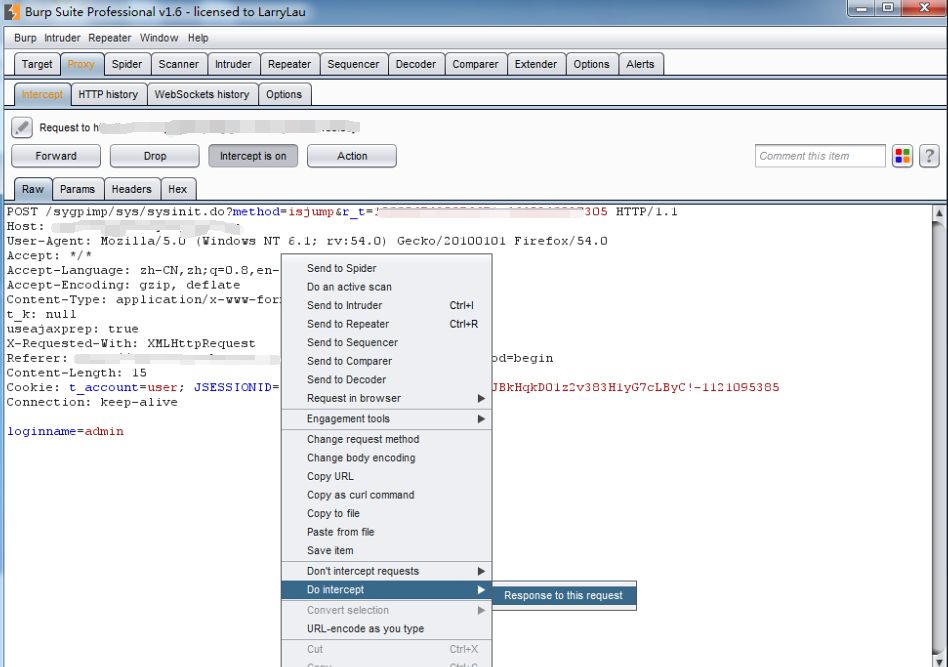 Burp Suite Professional v1.6 - licensed to LarryLau
Burp Intruder Repeater Window Help
Target Proxy Spider Scanner Intruder Repeater Sequencer Decoder Comparer Extender Options Alerts
Intercept HTTP history WebSockets history Options
Request to h
Forward Drop Intercept is on Action Comment this item ?
Raw Params Headers Hex
POST /sygpimp/sys/sysinit.do?method=isjump&r_t= 305 HTTP/1.1
Host:
User-Agent: Mozilla/5.0 (Windows NT 6.1; rv:54.0) Gecko/20100101 Firefox/54.0
Accept: */*
Accept-Language: zh-CN,zh;q=0.8,en-
Accept-Encoding: gzip, deflate
Content-Type: application/x-www-for
t_k: null
useajaxprep: true
X-Requested-With: XMLHttpRequest
Referer: od=begin
Content-Length: 15
Cookie: t_account=user; JSESSIONID= JBkHqkD01z2v383H1yG7cLByC!-1121095385
Connection: keep-alive
loginname=admin
Send to Spider
Do an active scan
Send to Intruder Ctrl+I
Send to Repeater Ctrl+R
Send to Sequencer
Send to Comparer
Send to Decoder
Request in browser
Engagement tools
Change request method
Change body encoding
Copy URL
Copy as curl command
Copy to file
Paste from file
Save item
Don't intercept requests
Do intercept
Response to this request
Convert selection
URL-encode as you type
Cut Ctrl+X